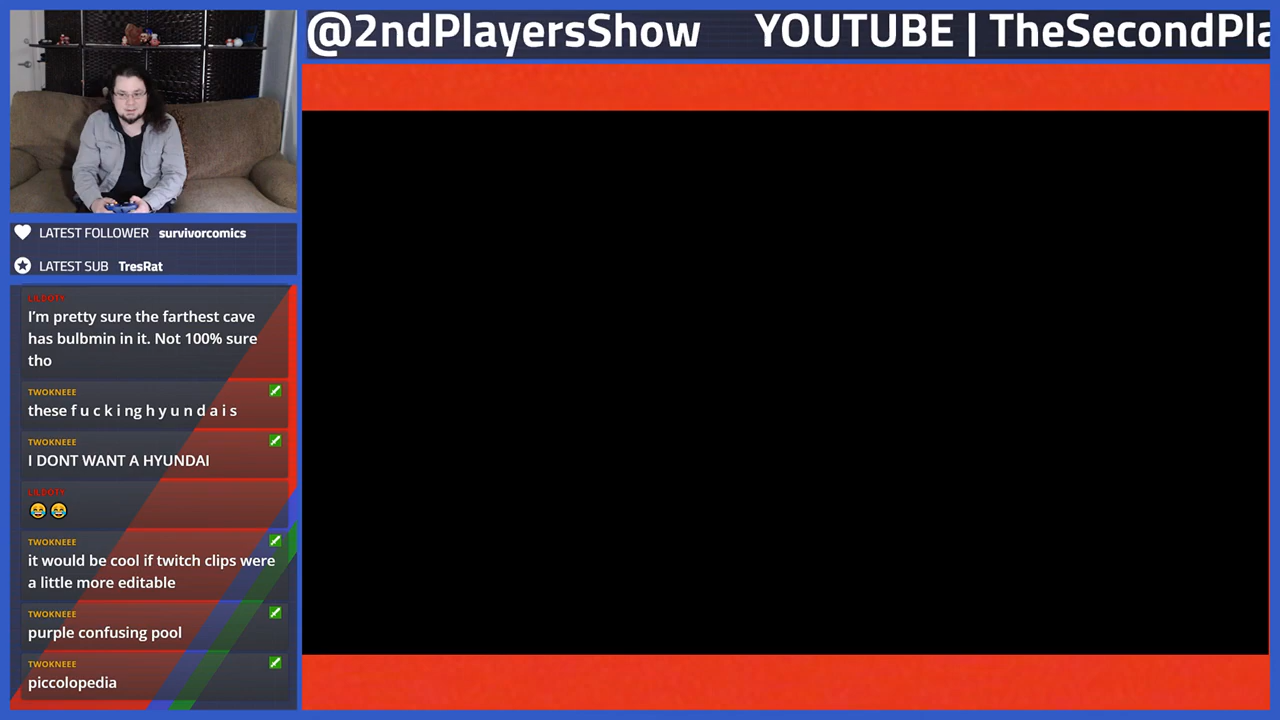 @2ndPlayersShow YOUTUBE | TheSecondPla
LATEST FOLLOWER survivorcomics
LATEST SUB TresRat
LILDOTY
I'm pretty sure the farthest cave
has bulbmin in it. Not 100% sure
tho
TWOKNEEE
these f u c k i ng h y u n d a i s
TWOKNEEE
I DONT WANT A HYUNDAI
LILDOTY
😂 😂
TWOKNEEE
it would be cool if twitch clips were
a little more editable
TWOKNEEE
purple confusing pool
TWOKNEEE
piccolopedia